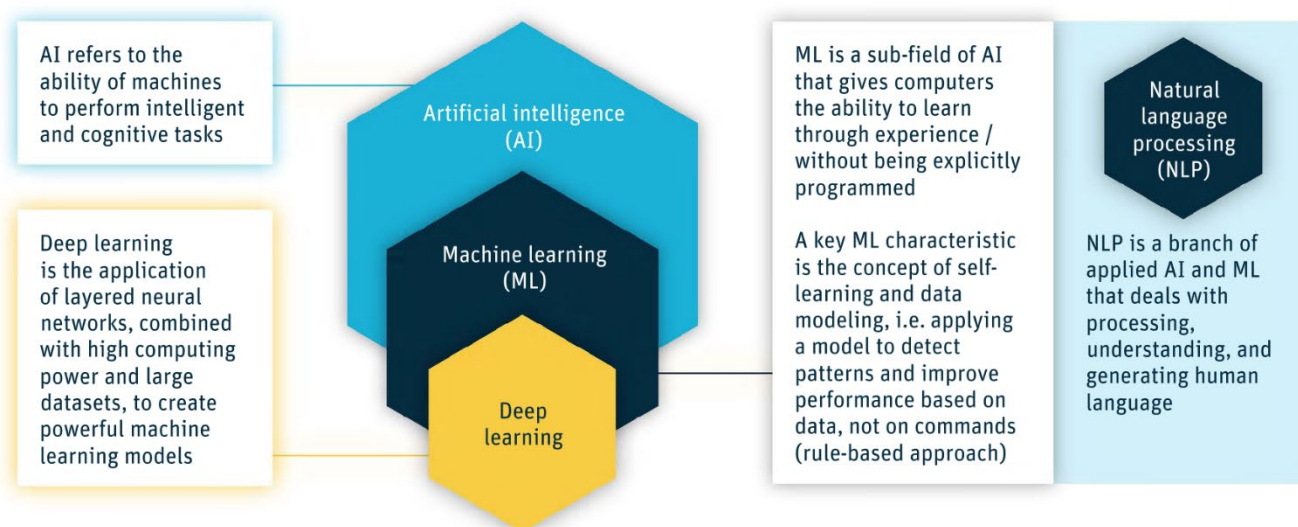 AI refers to the
ability of machines
to perform intelligent
and cognitive tasks
Deep learning
is the application
of layered neural
networks, combined
with high computing
power and large
datasets, to create
powerful machine
learning models
Artificial intelligence
(AI)
Machine learning
(ML)
Deep
learning
ML is a sub-field of AI
that gives computers
the ability to learn
through experience /
without being explicitly
programmed
A key ML characteristic
is the concept of self-
learning and data
modeling, i.e. applying
a model to detect
patterns and improve
performance based on
data, not on commands
(rule-based approach)
Natural
language
processing
(NLP)
NLP is a branch of
applied AI and ML
that deals with
processing,
understanding, and
generating human
language